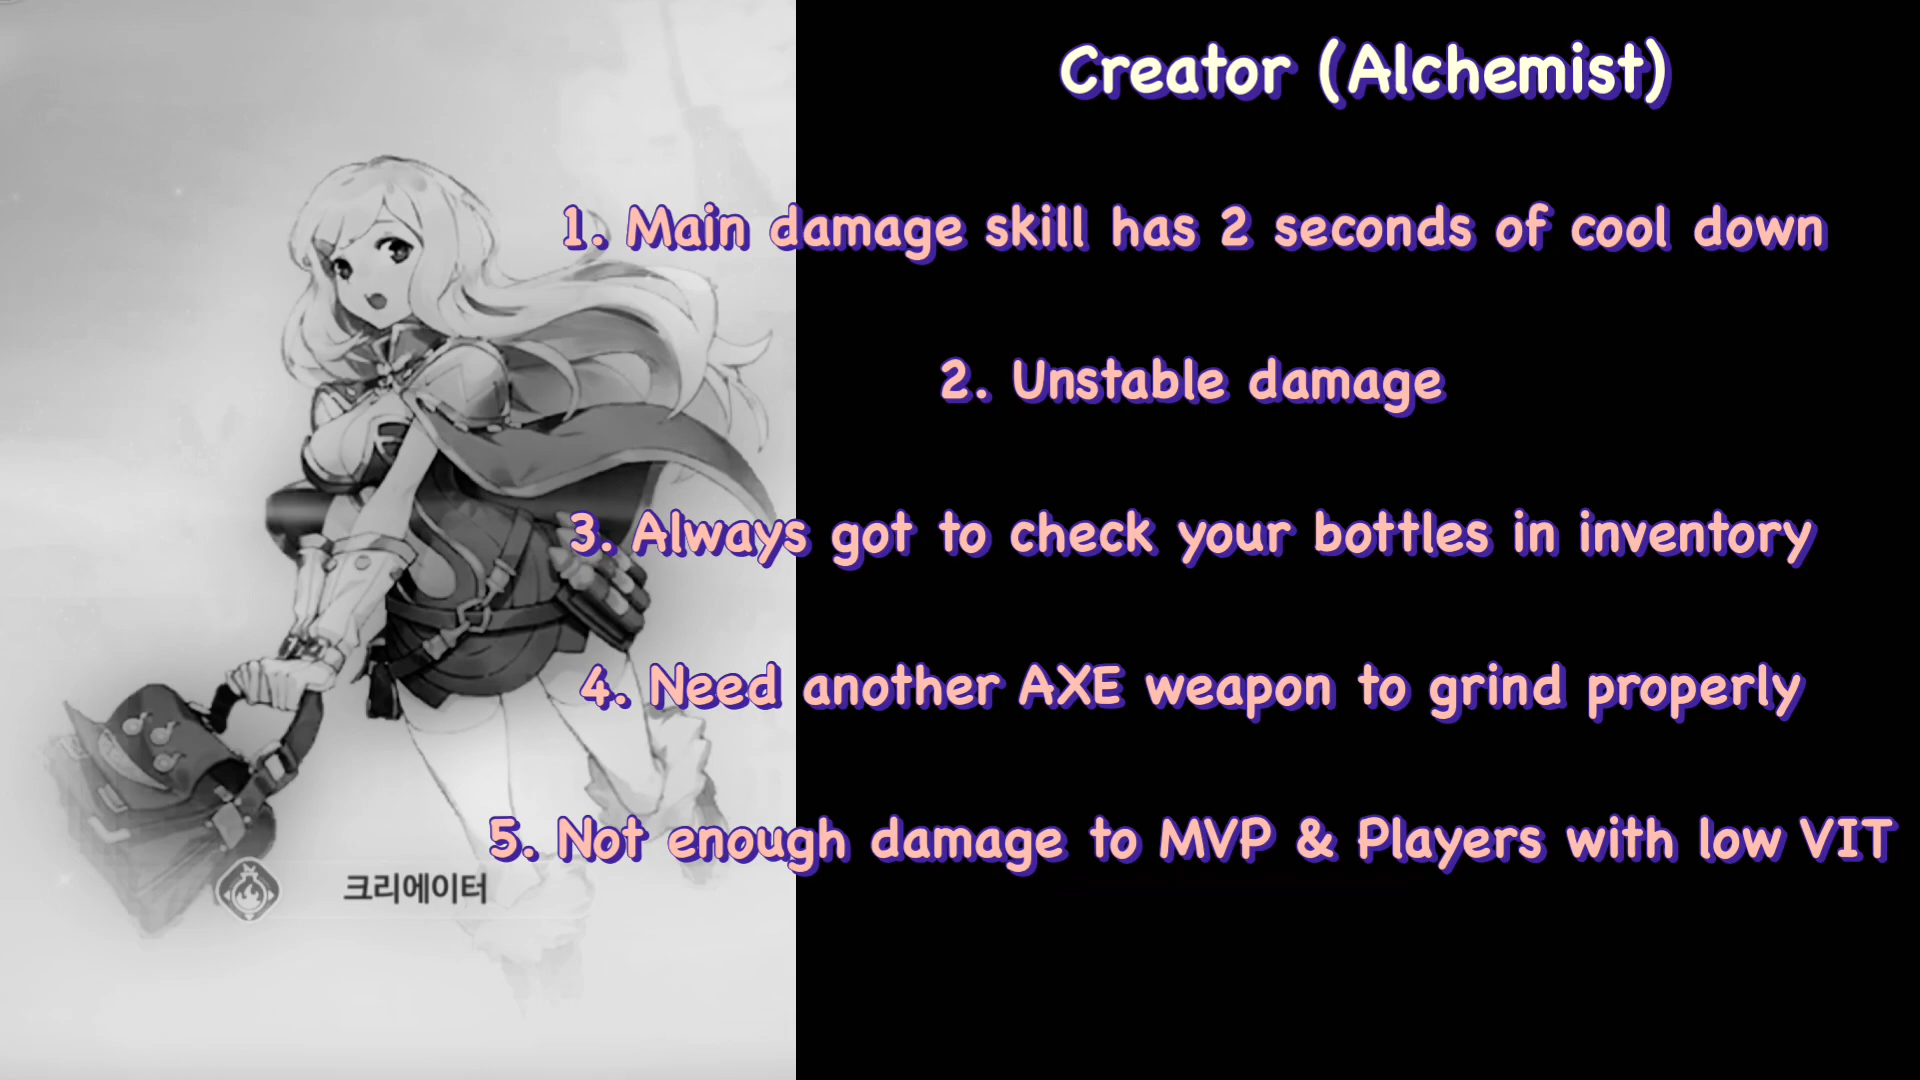 Creator (Alchemist)
1. Main damage skill has 2 seconds of cool down
2. Unstable damage
3. Always got to check your bottles in inventory
4. Need another AXE weapon to grind properly
5. Not enough damage to MVP & Players with low VIT
크리에이터